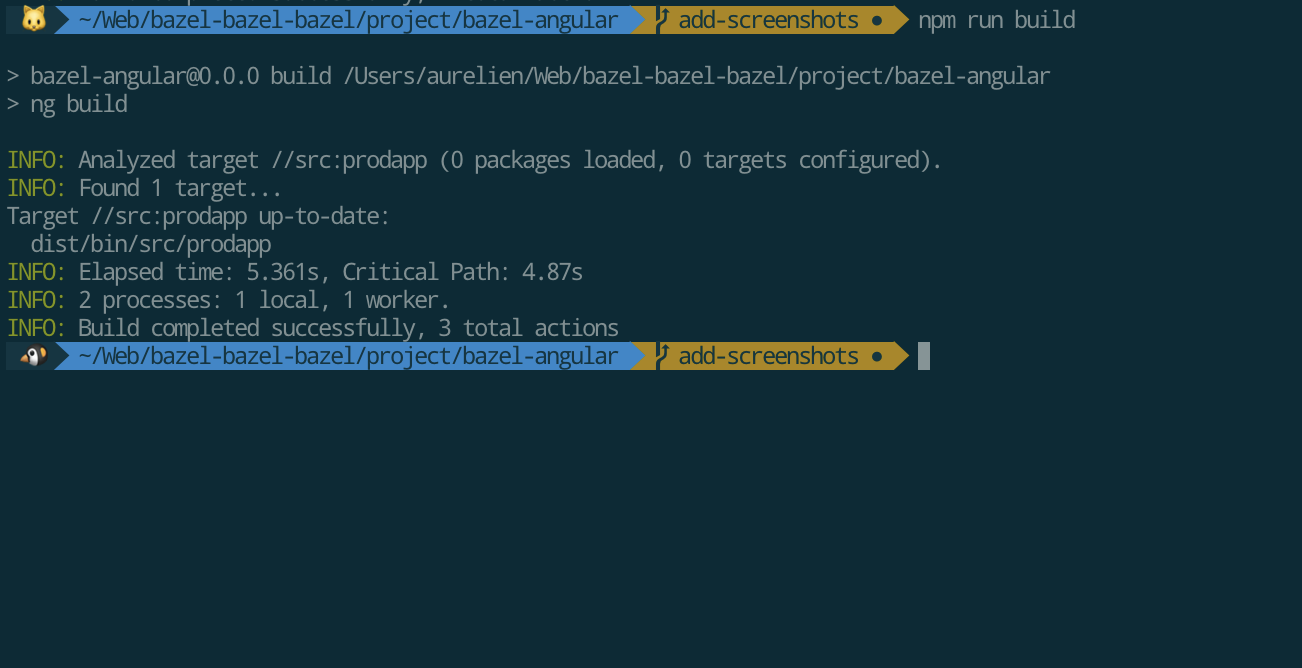 ~/Web/bazel-bazel-bazel/project/bazel-angular add-screenshots ● npm run build
> bazel-angular@0.0.0 build /Users/aurelien/Web/bazel-bazel-bazel/project/bazel-angular
> ng build
INFO: Analyzed target //src:prodapp (0 packages loaded, 0 targets configured).
INFO: Found 1 target...
Target //src:prodapp up-to-date:
  dist/bin/src/prodapp
INFO: Elapsed time: 5.361s, Critical Path: 4.87s
INFO: 2 processes: 1 local, 1 worker.
INFO: Build completed successfully, 3 total actions
~/Web/bazel-bazel-bazel/project/bazel-angular add-screenshots ●